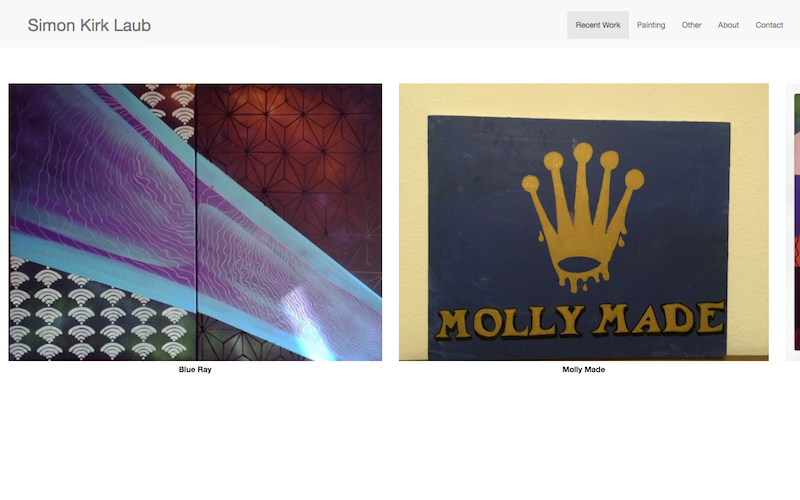 Simon Kirk Laub
Recent Work
Painting
Other
About
Contact
MOLLY MADE
Blue Ray
Molly Made